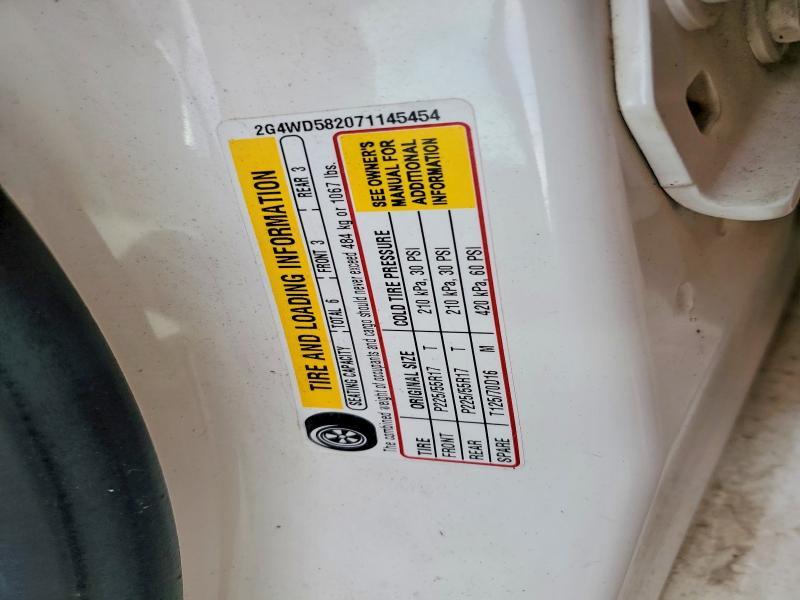 2G4WD582071145454
TIRE AND LOADING INFORMATION
SEATING CAPACITY TOTAL 6 FRONT 3 REAR 3
The combined weight of occupants and cargo should never exceed 484 kg or 1067 lbs.
TIRE ORIGINAL SIZE COLD TIRE PRESSURE
FRONT P225/55R17 T 210 kPa, 30 PSI
REAR P225/55R17 T 210 kPa, 30 PSI
SPARE T125/70D16 M 420 kPa, 60 PSI
SEE OWNER'S
MANUAL FOR
ADDITIONAL
INFORMATION